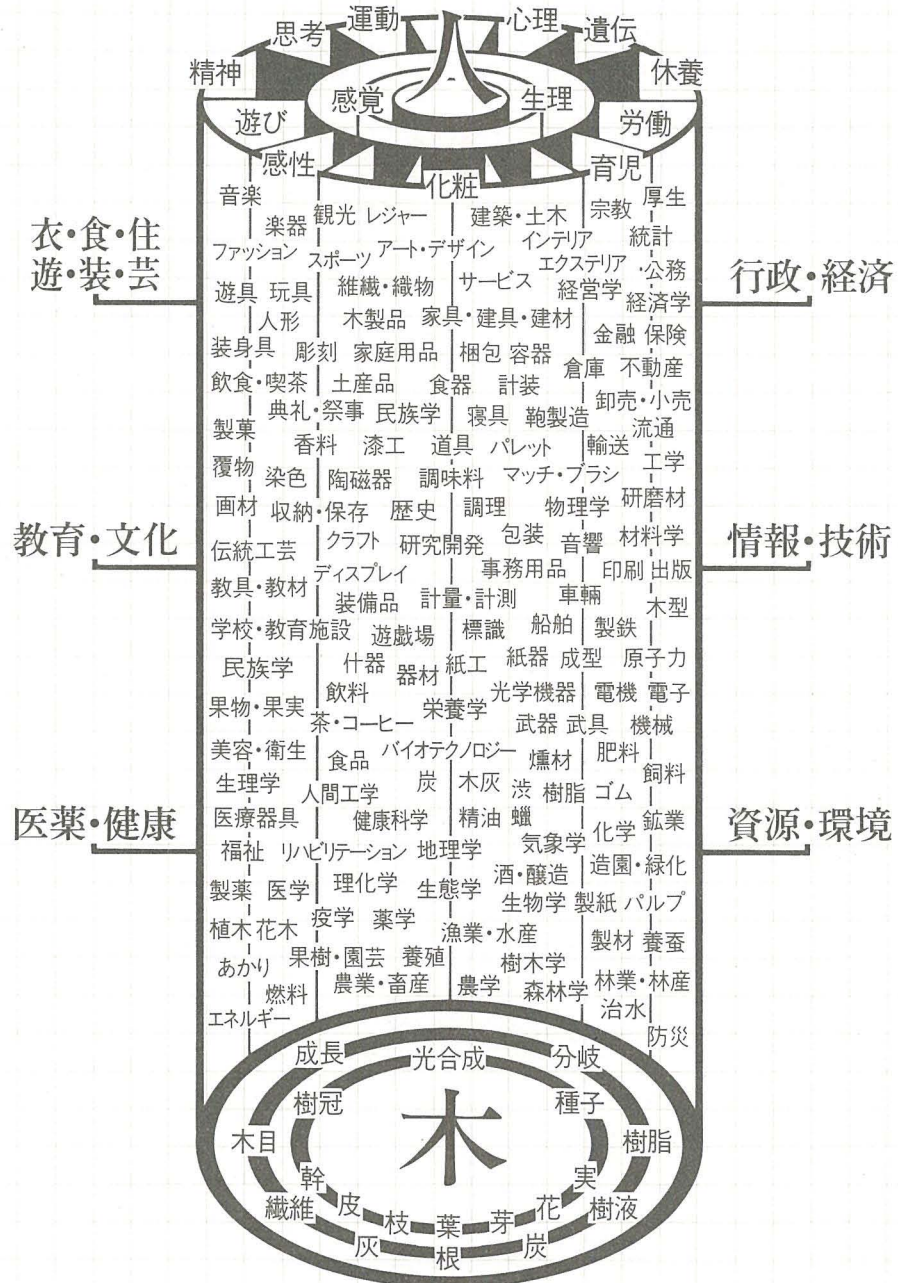 運動 心理
思考 人 遺伝
精神 休養
感覚 生理
遊び 労働
感性 育児
化粧
音楽 厚生
楽器 観光 レジャー 建築・土木 宗教
衣・食・住
遊・装・芸
ファッション スポーツ アート・デザイン インテリア 統計
エクステリア ・公務
行政・経済
遊具 玩具 維繊・織物 サービス 経営学 経済学
人形 木製品 家具・建具・建材 金融 保険
装身具 彫刻 家庭用品 梱包 容器 倉庫 不動産
飲食・喫茶 土産品 食器 計装 卸売・小売
典礼・祭事 民族学 寝具 鞄製造 流通
製菓 香料 漆工 道具 パレット 輸送 工学
覆物 染色 陶磁器 調味料 マッチ・ブラシ
画材 収納・保存 歴史 調理 物理学 研磨材
教育・文化
伝統工芸 クラフト 研究開発 包装 音響 材料学
情報・技術
教具・教材 ディスプレイ 事務用品 印刷 出版
装備品 計量・計測 車輛 木型
学校・教育施設 遊戯場 標識 船舶 製鉄
民族学 什器 器材 紙工 紙器 成型 原子力
飲料 光学機器 電機 電子
果物・果実 茶・コーヒー 栄養学 武器 武具 機械
美容・衛生 食品 バイオテクノロジー 燻材 肥料 飼料
生理学 人間工学 炭 木灰 渋 樹脂 ゴム
医薬・健康
医療器具 健康科学 精油 蠟 気象学 化学 鉱業
資源・環境
福祉 リハビリテーション 地理学 造園・緑化
製薬 医学 理化学 生態学 酒・醸造
生物学 製紙 パルプ
植木 花木 疫学 薬学 漁業・水産 製材 養蚕
あかり 果樹・園芸 養殖 樹木学
燃料 農業・畜産 農学 森林学 林業・林産
エネルギー 治水
防災
成長 光合成 分岐
樹冠 種子
木
木目 樹脂
幹 実
繊維 皮 枝 葉 芽 花 樹液
灰 根 炭